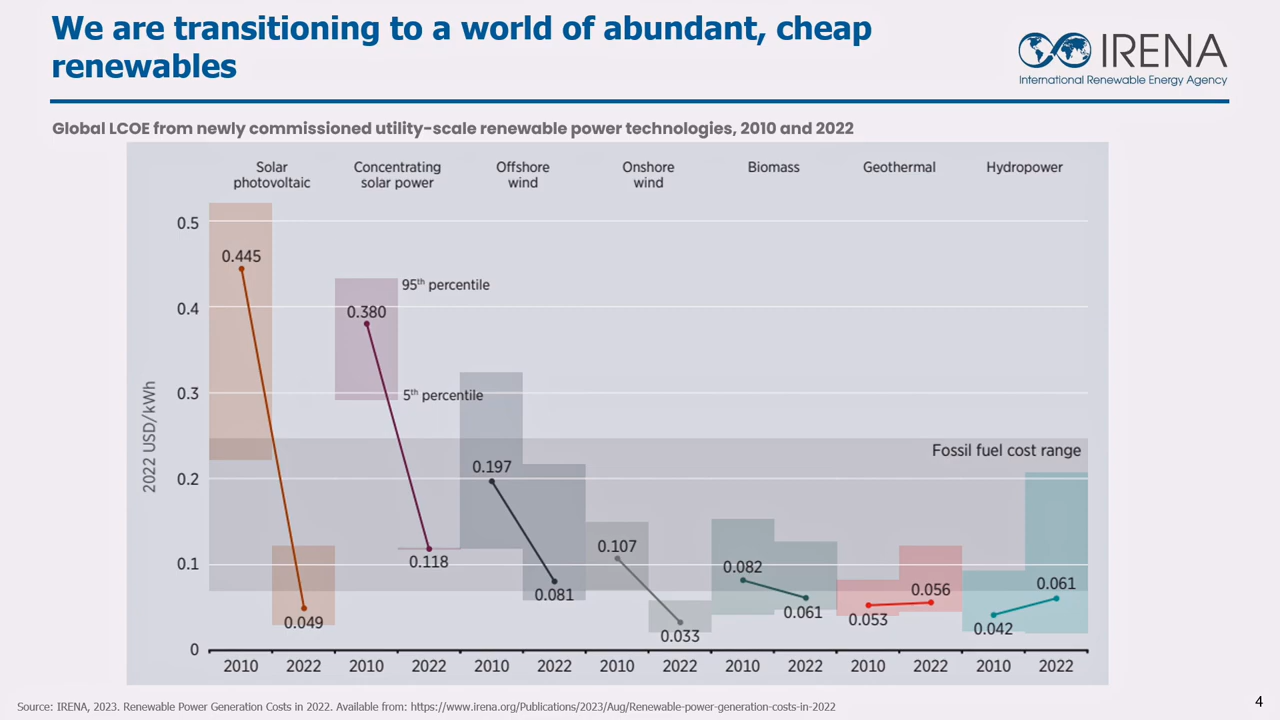 We are transitioning to a world of abundant, cheap
renewables
IRENA
International Renewable Energy Agency
Global LCOE from newly commissioned utility-scale renewable power technologies, 2010 and 2022
Solar
photovoltaic
Concentrating
solar power
Offshore
wind
Onshore
wind
Biomass
Geothermal
Hydropower
2022 USD/kWh
0.5
0.4
0.3
0.2
0.1
0
0.445
0.049
0.380
95th percentile
5th percentile
0.118
0.197
0.081
0.107
0.033
0.082
0.061
0.053
0.056
0.042
0.061
Fossil fuel cost range
2010 2022 2010 2022 2010 2022 2010 2022 2010 2022 2010 2022 2010 2022
Source: IRENA, 2023. Renewable Power Generation Costs in 2022. Available from: https://www.irena.org/Publications/2023/Aug/Renewable-power-generation-costs-in-2022
4